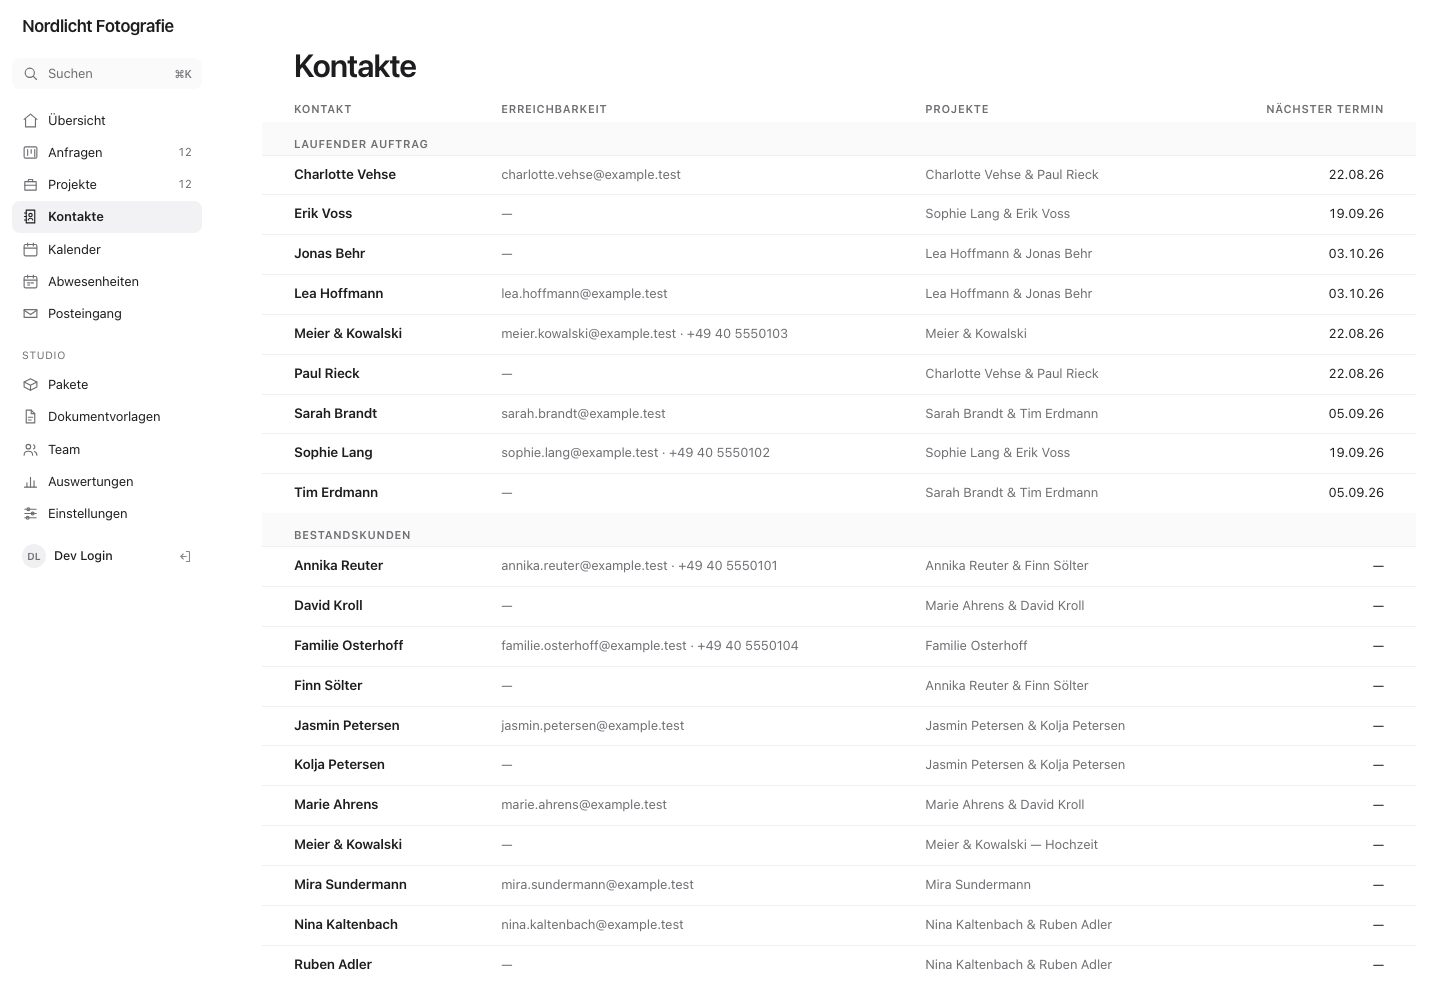 Nordlicht Fotografie
Suchen ⌘K
Übersicht
Anfragen 12
Projekte 12
Kontakte
Kalender
Abwesenheiten
Posteingang
STUDIO
Pakete
Dokumentvorlagen
Team
Auswertungen
Einstellungen
DL Dev Login
Kontakte
KONTAKT ERREICHBARKEIT PROJEKTE NÄCHSTER TERMIN
LAUFENDER AUFTRAG
Charlotte Vehse charlotte.vehse@example.test Charlotte Vehse & Paul Rieck 22.08.26
Erik Voss — Sophie Lang & Erik Voss 19.09.26
Jonas Behr — Lea Hoffmann & Jonas Behr 03.10.26
Lea Hoffmann lea.hoffmann@example.test Lea Hoffmann & Jonas Behr 03.10.26
Meier & Kowalski meier.kowalski@example.test · +49 40 5550103 Meier & Kowalski 22.08.26
Paul Rieck — Charlotte Vehse & Paul Rieck 22.08.26
Sarah Brandt sarah.brandt@example.test Sarah Brandt & Tim Erdmann 05.09.26
Sophie Lang sophie.lang@example.test · +49 40 5550102 Sophie Lang & Erik Voss 19.09.26
Tim Erdmann — Sarah Brandt & Tim Erdmann 05.09.26
BESTANDSKUNDEN
Annika Reuter annika.reuter@example.test · +49 40 5550101 Annika Reuter & Finn Sölter —
David Kroll — Marie Ahrens & David Kroll —
Familie Osterhoff familie.osterhoff@example.test · +49 40 5550104 Familie Osterhoff —
Finn Sölter — Annika Reuter & Finn Sölter —
Jasmin Petersen jasmin.petersen@example.test Jasmin Petersen & Kolja Petersen —
Kolja Petersen — Jasmin Petersen & Kolja Petersen —
Marie Ahrens marie.ahrens@example.test Marie Ahrens & David Kroll —
Meier & Kowalski — Meier & Kowalski — Hochzeit —
Mira Sundermann mira.sundermann@example.test Mira Sundermann —
Nina Kaltenbach nina.kaltenbach@example.test Nina Kaltenbach & Ruben Adler —
Ruben Adler — Nina Kaltenbach & Ruben Adler —